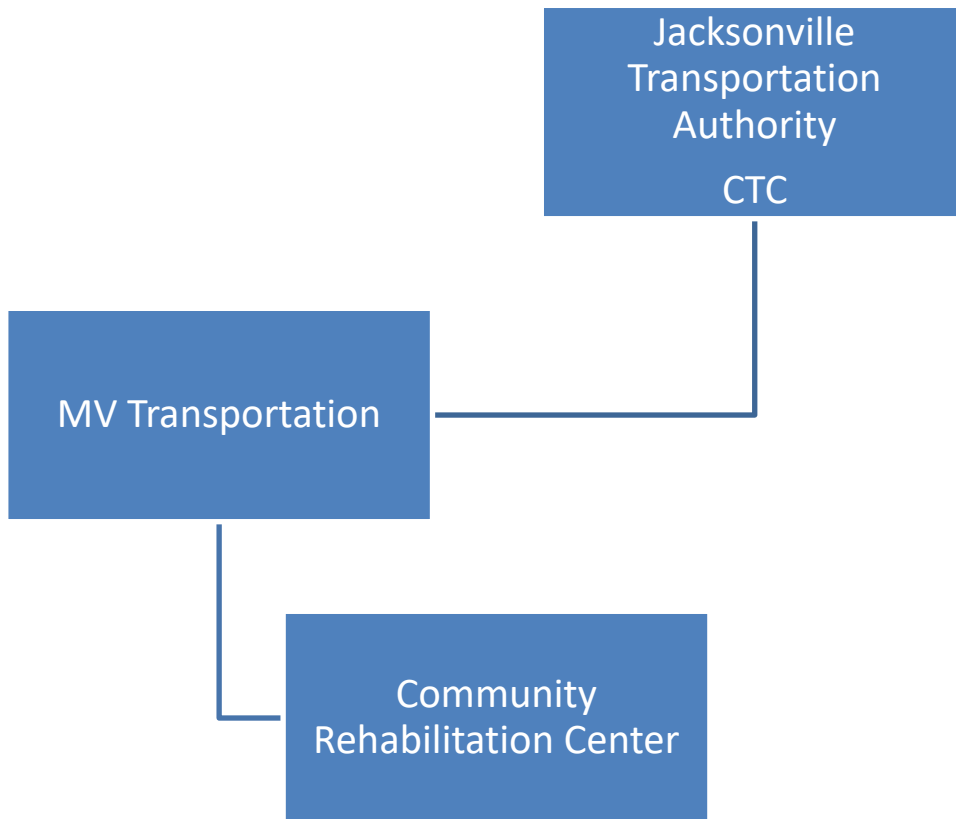 Jacksonville
Transportation
Authority
CTC
MV Transportation
Community
Rehabilitation Center